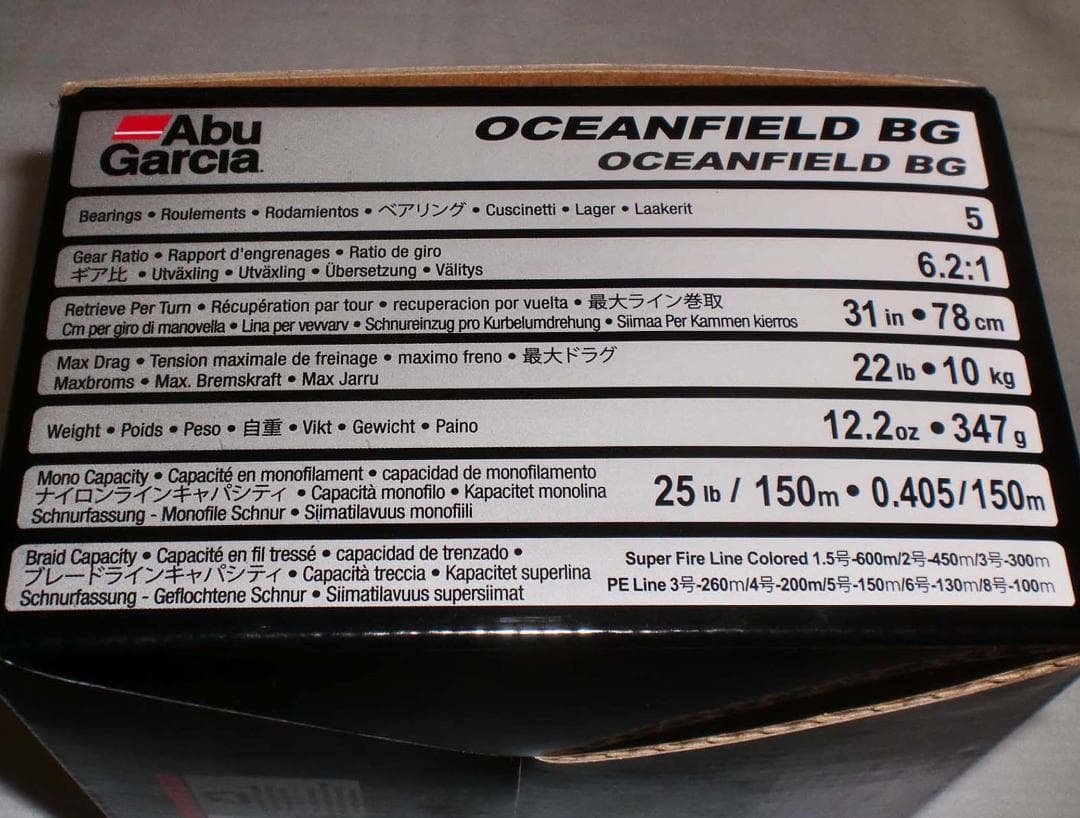 Abu
Garcia
OCEANFIELD BG
OCEANFIELD BG
Bearings • Roulements • Rodamientos • ベアリング • Cuscinetti • Lager • Laakerit
5
Gear Ratio • Rapport d'engrenages • Ratio de giro
ギア比 • Utväxling • Utväxling • Übersetzung • Välitys
6.2:1
Retrieve Per Turn • Récupération par tour • recuperacion por vuelta • 最大ライン巻取
Cm per giro di manovella • Lina per vevvarv • Schnureinzug pro Kurbelumdrehung • Siimaa Per Kammen kierros
31 in • 78 cm
Max Drag • Tension maximale de freinage • maximo freno • 最大ドラグ
Maxbroms • Max. Bremskraft • Max Jarru
22 lb • 10 kg
Weight • Poids • Peso • 自重 • Vikt • Gewicht • Paino
12.2oz • 347 g
Mono Capacity • Capacité en monofilament • capacidad de monofilamento
ナイロンラインキャパシティ • Capacità monofilo • Kapacitet monolina
Schnurfassung - Monofile Schnur • Siimatilavuus monofiili
25 lb / 150m • 0.405/150m
Braid Capacity • Capacité en fil tressé • capacidad de trenzado •
ブレードラインキャパシティ • Capacità treccia • Kapacitet superlina
Schnurfassung - Geflochtene Schnur • Siimatilavuus supersiimat
Super Fire Line Colored 1.5号-600m/2号-450m/3号-300m
PE Line 3号-260m/4号-200m/5号-150m/6号-130m/8号-100m